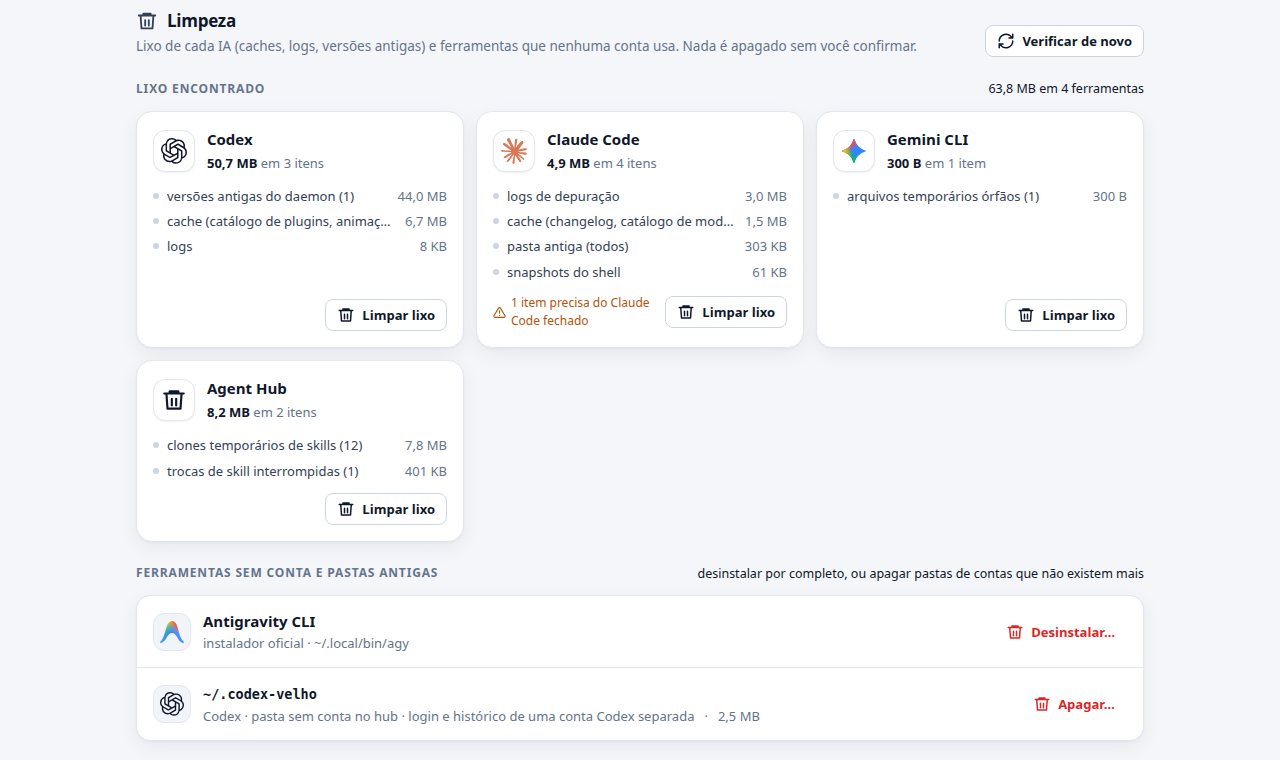 Limpeza
Lixo de cada IA (caches, logs, versões antigas) e ferramentas que nenhuma conta usa. Nada é apagado sem você confirmar.
Verificar de novo
LIXO ENCONTRADO
63,8 MB em 4 ferramentas
Codex
50,7 MB em 3 itens
versões antigas do daemon (1) 44,0 MB
cache (catálogo de plugins, animaç... 6,7 MB
logs 8 KB
Limpar lixo
Claude Code
4,9 MB em 4 itens
logs de depuração 3,0 MB
cache (changelog, catálogo de mod... 1,5 MB
pasta antiga (todos) 303 KB
snapshots do shell 61 KB
1 item precisa do Claude
Code fechado
Limpar lixo
Gemini CLI
300 B em 1 item
arquivos temporários órfãos (1) 300 B
Limpar lixo
Agent Hub
8,2 MB em 2 itens
clones temporários de skills (12) 7,8 MB
trocas de skill interrompidas (1) 401 KB
Limpar lixo
FERRAMENTAS SEM CONTA E PASTAS ANTIGAS
desinstalar por completo, ou apagar pastas de contas que não existem mais
Antigravity CLI
instalador oficial · ~/.local/bin/agy
Desinstalar...
~/.codex-velho
Codex · pasta sem conta no hub · login e histórico de uma conta Codex separada · 2,5 MB
Apagar...